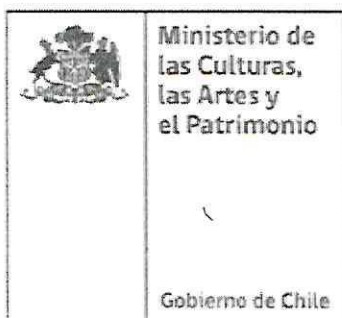 Ministerio de
las Culturas,
las Artes y
el Patrimonio
Gobierno de Chile